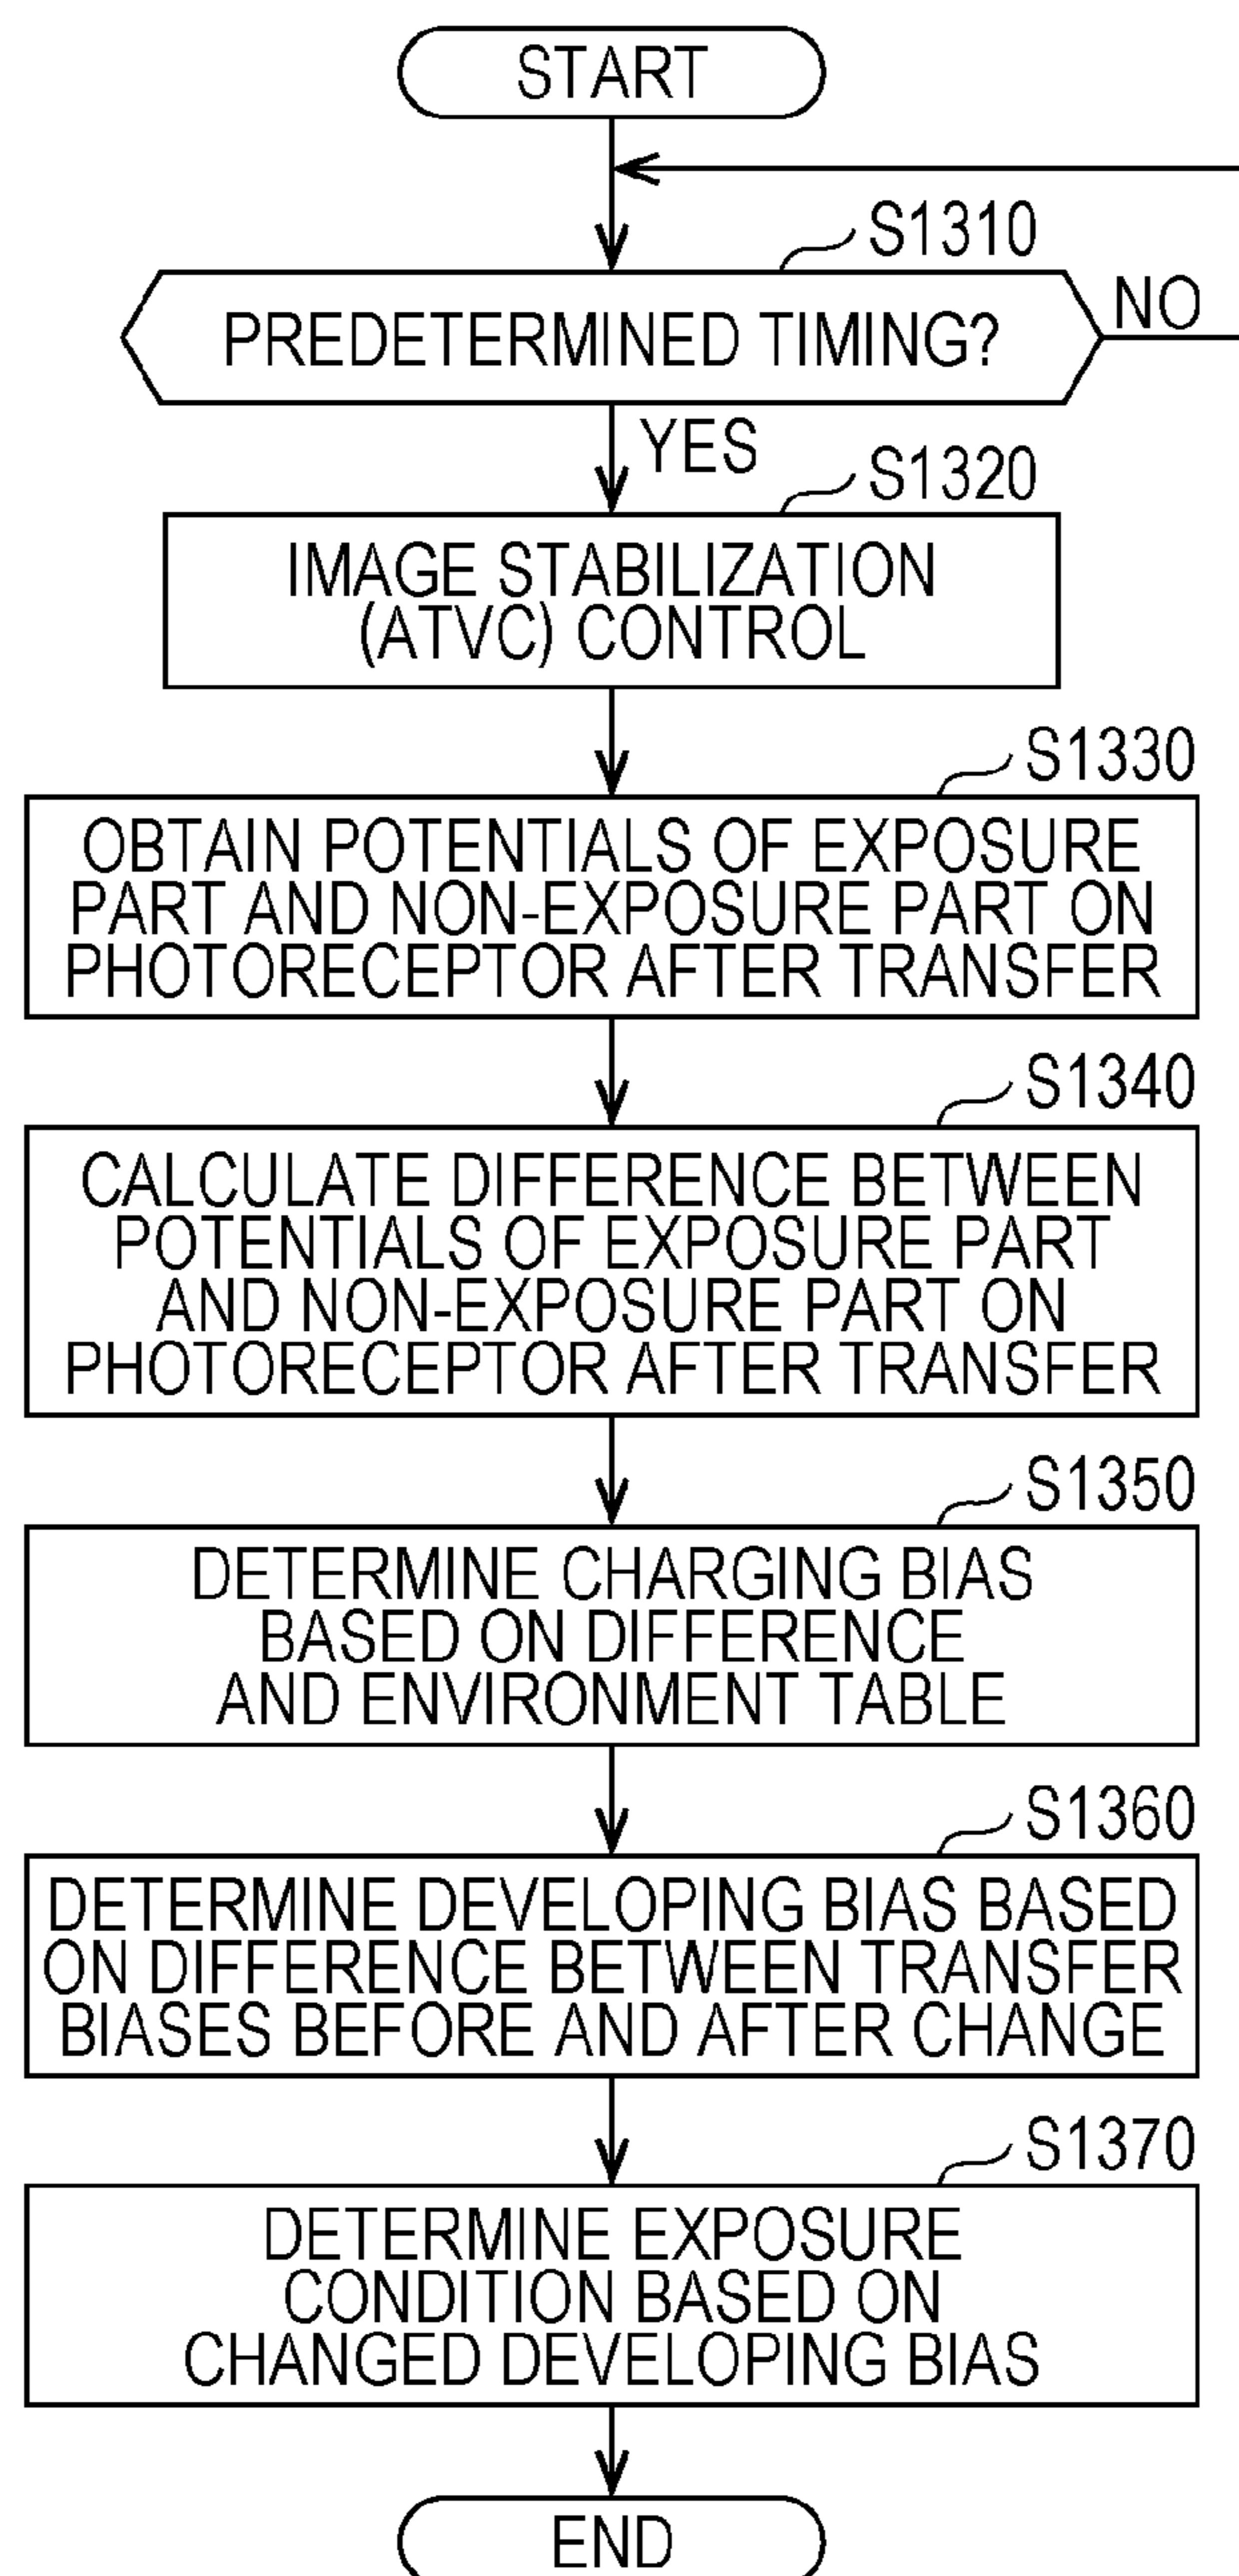 START
S1310
PREDETERMINED TIMING?
NO
YES
S1320
IMAGE STABILIZATION
(ATVC) CONTROL
S1330
OBTAIN POTENTIALS OF EXPOSURE
PART AND NON-EXPOSURE PART ON
PHOTORECEPTOR AFTER TRANSFER
S1340
CALCULATE DIFFERENCE BETWEEN
POTENTIALS OF EXPOSURE PART
AND NON-EXPOSURE PART ON
PHOTORECEPTOR AFTER TRANSFER
S1350
DETERMINE CHARGING BIAS
BASED ON DIFFERENCE
AND ENVIRONMENT TABLE
S1360
DETERMINE DEVELOPING BIAS BASED
ON DIFFERENCE BETWEEN TRANSFER
BIASES BEFORE AND AFTER CHANGE
S1370
DETERMINE EXPOSURE
CONDITION BASED ON
CHANGED DEVELOPING BIAS
END